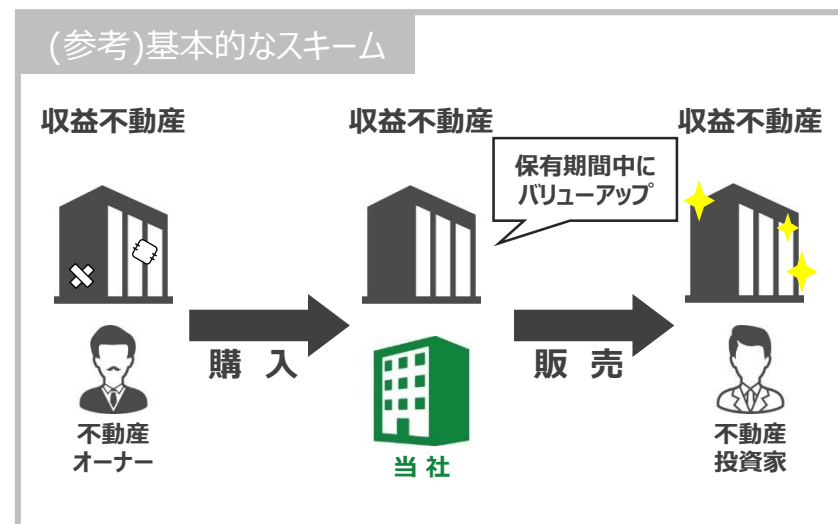 (参考)基本的なスキーム
収益不動産
収益不動産
収益不動産
保有期間中に
バリューアップ
購 入
販 売
不動産
オーナー
当 社
不動産
投資家